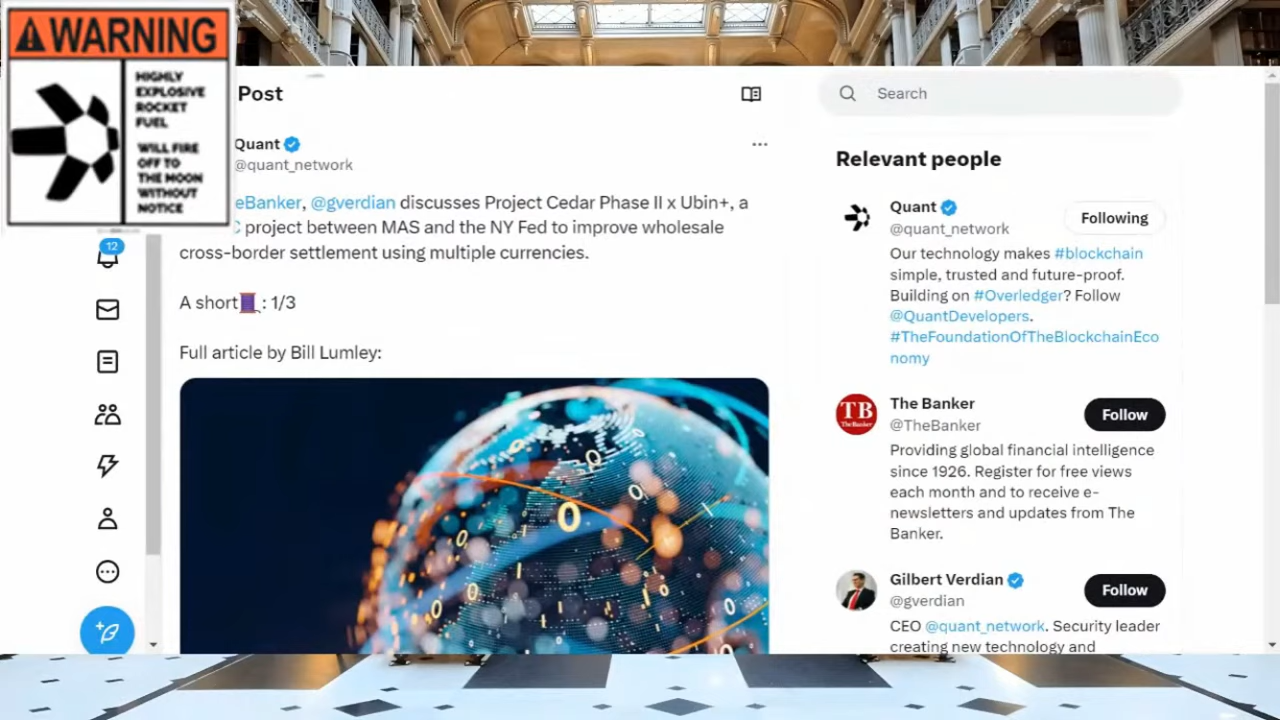 WARNING
HIGHLY
EXPLOSIVE
ROCKET
FUEL
WILL FIRE
OFF TO
THE MOON
WITHOUT
NOTICE
Post
Quant
@quant_network
eBanker, @gverdian discusses Project Cedar Phase II x Ubin+, a
project between MAS and the NY Fed to improve wholesale
cross-border settlement using multiple currencies.
A short🧵: 1/3
Full article by Bill Lumley:
12
Search
Relevant people
Quant
@quant_network
Following
Our technology makes #blockchain
simple, trusted and future-proof.
Building on #Overledger? Follow
@QuantDevelopers.
#TheFoundationOfTheBlockchainEco
nomy
TB
The Banker
The Banker
@TheBanker
Follow
Providing global financial intelligence
since 1926. Register for free views
each month and to receive e-
newsletters and updates from The
Banker.
Gilbert Verdian
@gverdian
Follow
CEO @quant_network. Security leader
creating new technology and